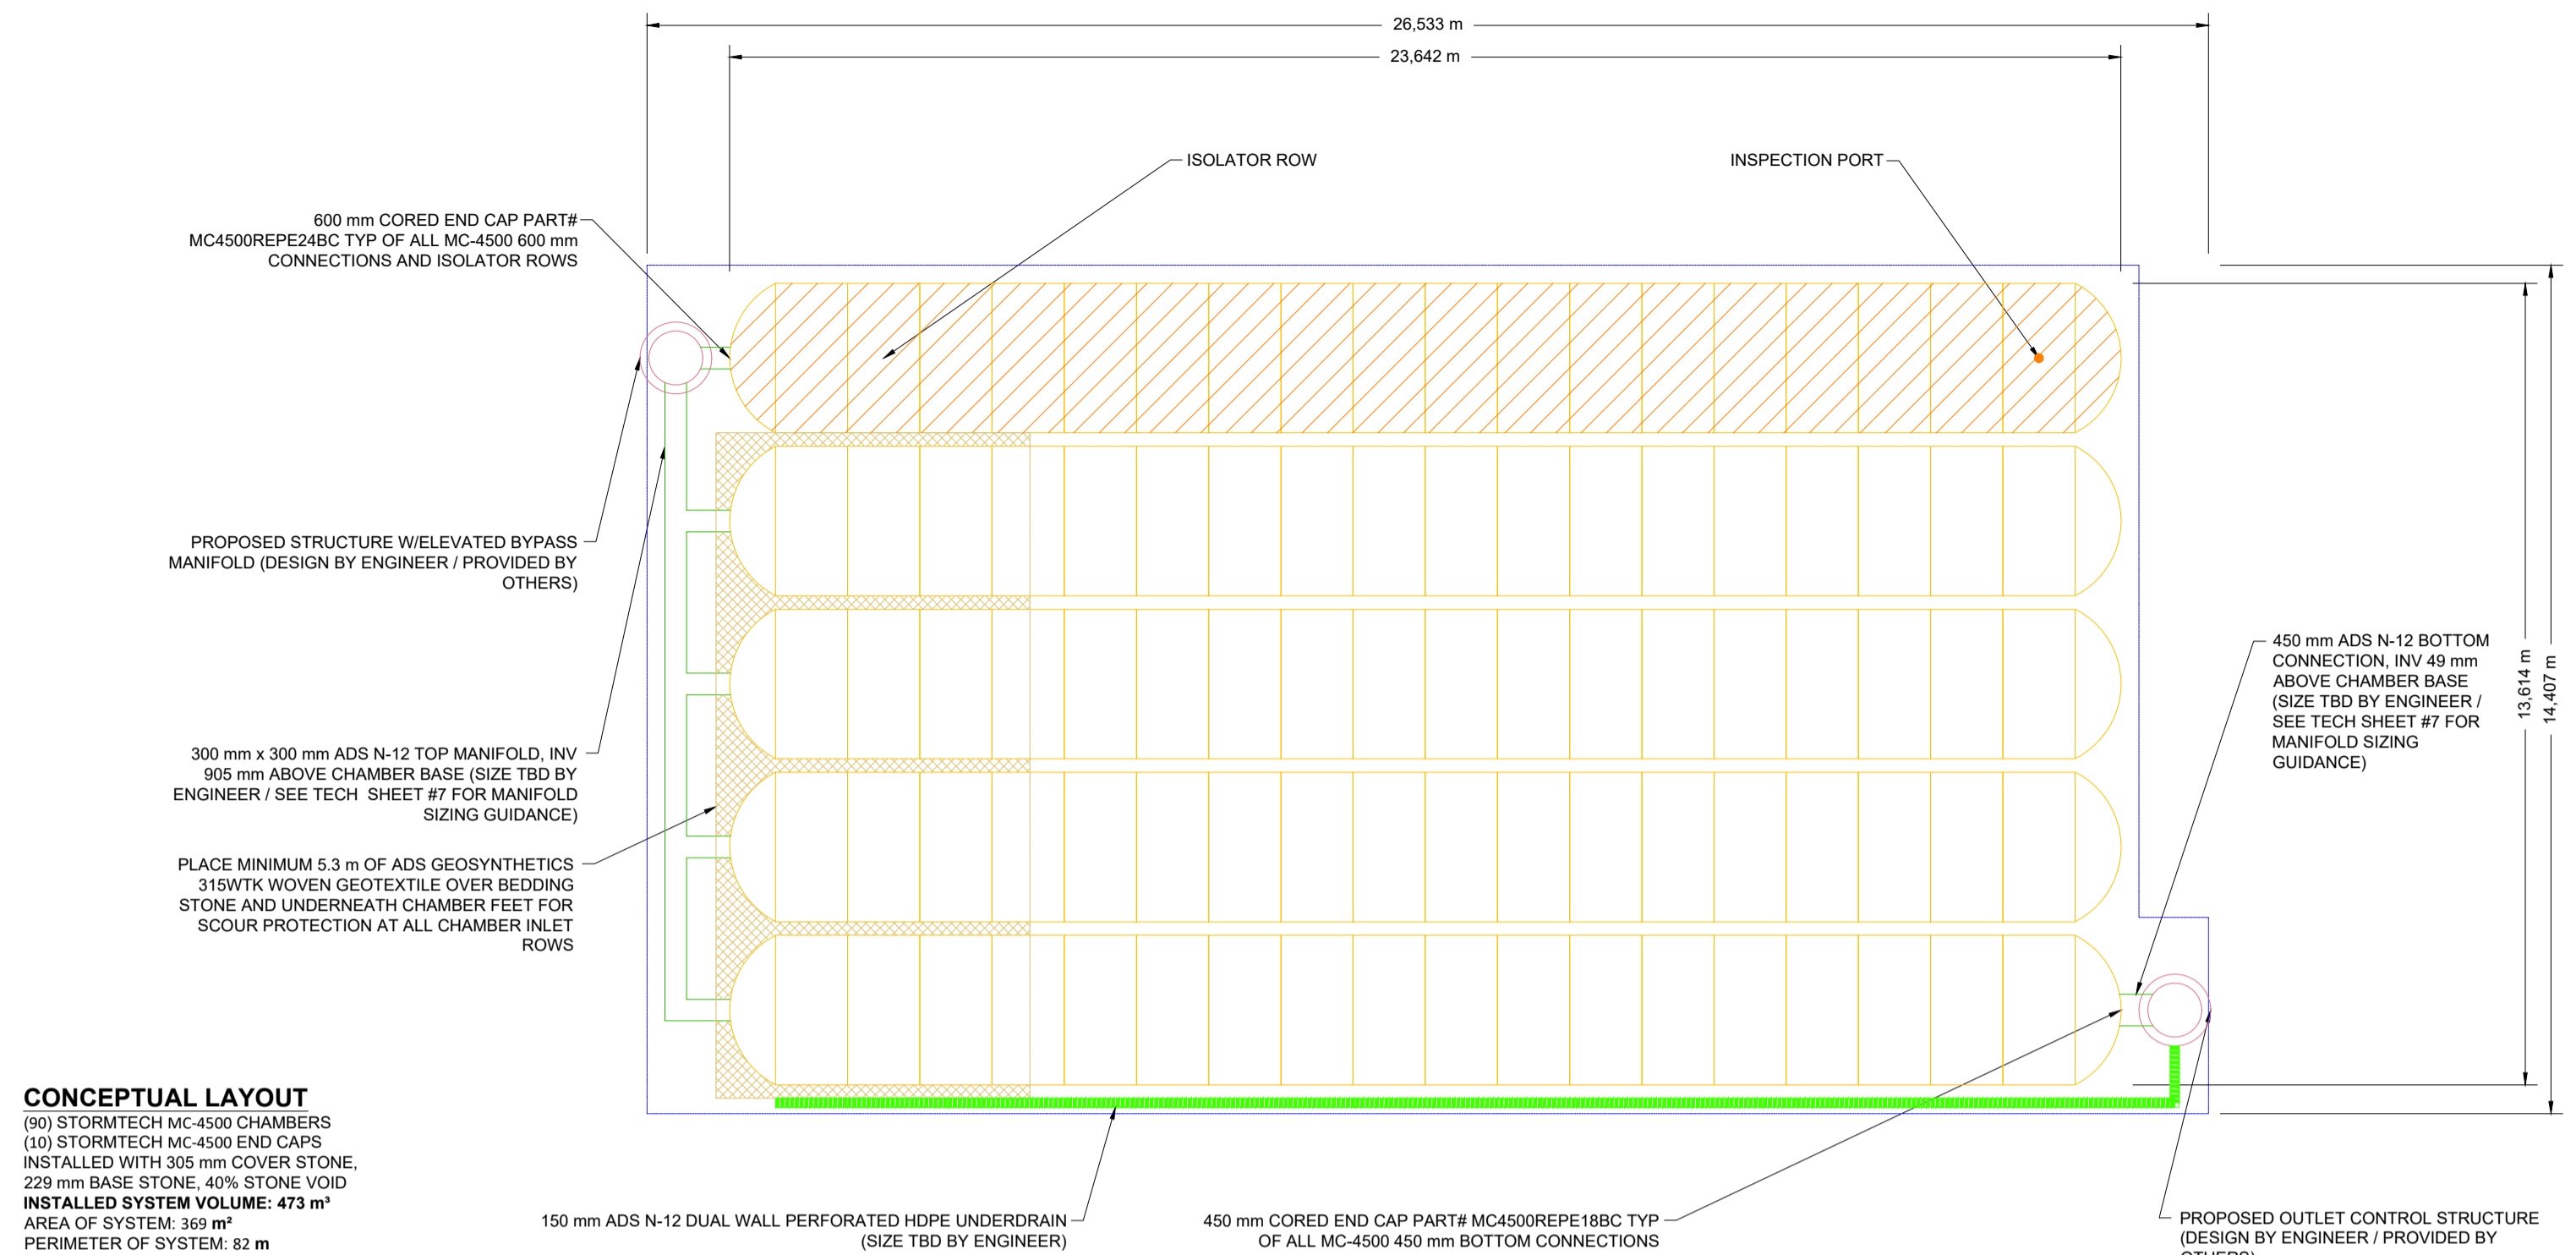 26,533 m
23,642 m
ISOLATOR ROW
INSPECTION PORT
600 mm CORED END CAP PART#
MC4500REPE24BC TYP OF ALL MC-4500 600 mm
CONNECTIONS AND ISOLATOR ROWS
PROPOSED STRUCTURE W/ELEVATED BYPASS
MANIFOLD (DESIGN BY ENGINEER / PROVIDED BY
OTHERS)
450 mm ADS N-12 BOTTOM
CONNECTION, INV 49 mm
ABOVE CHAMBER BASE
(SIZE TBD BY ENGINEER /
SEE TECH SHEET #7 FOR
MANIFOLD SIZING
GUIDANCE)
13,614 m
14,407 m
300 mm x 300 mm ADS N-12 TOP MANIFOLD, INV
905 mm ABOVE CHAMBER BASE (SIZE TBD BY
ENGINEER / SEE TECH SHEET #7 FOR MANIFOLD
SIZING GUIDANCE)
PLACE MINIMUM 5.3 m OF ADS GEOSYNTHETICS
315WTK WOVEN GEOTEXTILE OVER BEDDING
STONE AND UNDERNEATH CHAMBER FEET FOR
SCOUR PROTECTION AT ALL CHAMBER INLET
ROWS
CONCEPTUAL LAYOUT
(90) STORMTECH MC-4500 CHAMBERS
(10) STORMTECH MC-4500 END CAPS
INSTALLED WITH 305 mm COVER STONE,
229 mm BASE STONE, 40% STONE VOID
INSTALLED SYSTEM VOLUME: 473 m³
AREA OF SYSTEM: 369 m²
PERIMETER OF SYSTEM: 82 m
150 mm ADS N-12 DUAL WALL PERFORATED HDPE UNDERDRAIN
(SIZE TBD BY ENGINEER)
450 mm CORED END CAP PART# MC4500REPE18BC TYP
OF ALL MC-4500 450 mm BOTTOM CONNECTIONS
PROPOSED OUTLET CONTROL STRUCTURE
(DESIGN BY ENGINEER / PROVIDED BY
OTHERS)